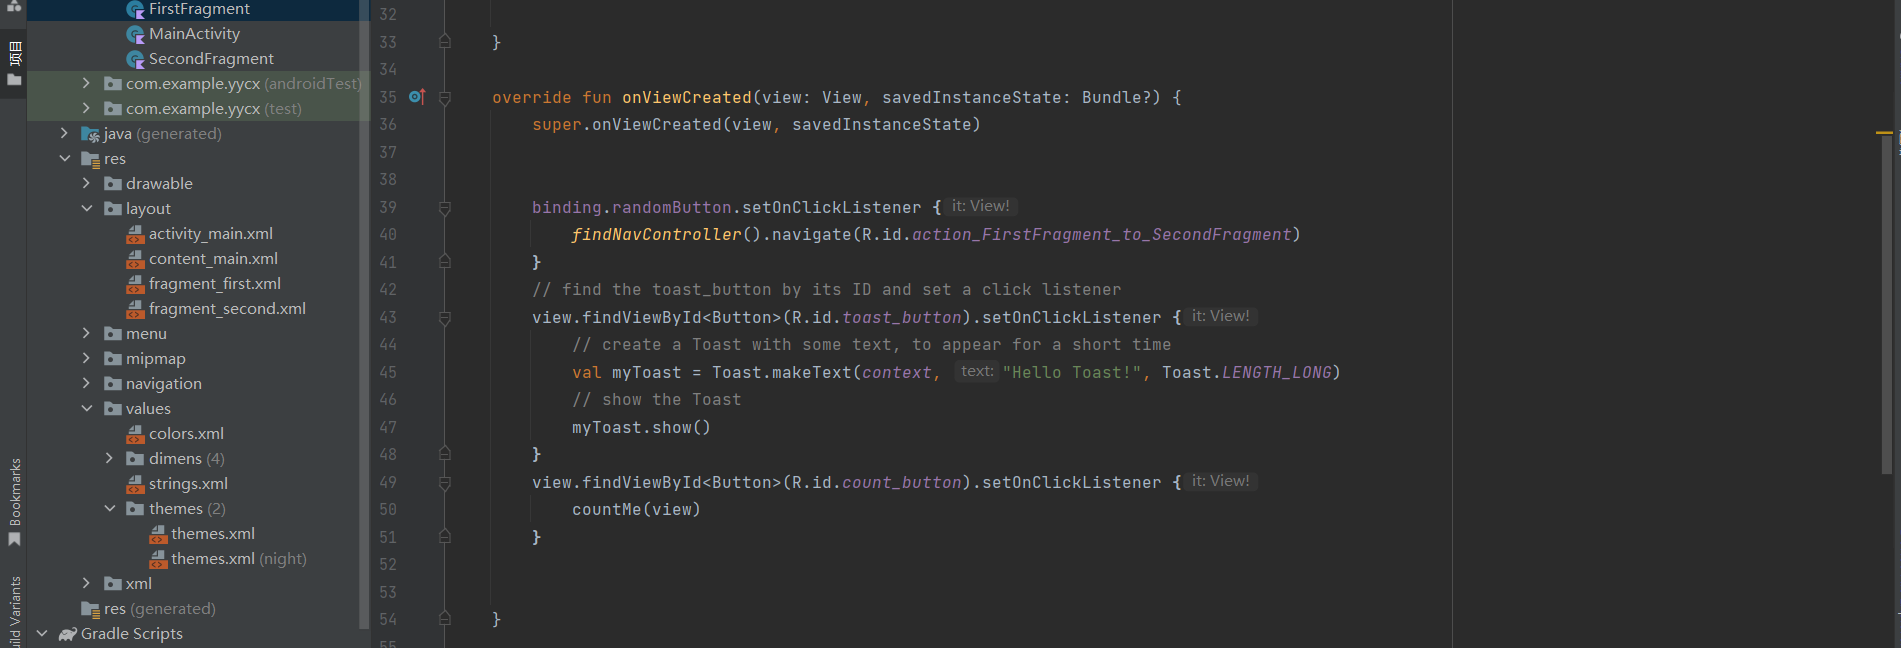 FirstFragment
MainActivity
SecondFragment
com.example.yycx (androidTest)
com.example.yycx (test)
java (generated)
res
drawable
layout
activity_main.xml
content_main.xml
fragment_first.xml
fragment_second.xml
menu
mipmap
navigation
values
colors.xml
dimens (4)
strings.xml
themes (2)
themes.xml
themes.xml (night)
xml
res (generated)
Gradle Scripts
项目
Bookmarks
uild Variants
32
33 }
34
35 override fun onViewCreated(view: View, savedInstanceState: Bundle?) {
36 super.onViewCreated(view, savedInstanceState)
37
38
39 binding.randomButton.setOnClickListener { it: View!
40 findNavController().navigate(R.id.action_FirstFragment_to_SecondFragment)
41 }
42 // find the toast_button by its ID and set a click listener
43 view.findViewById<Button>(R.id.toast_button).setOnClickListener { it: View!
44 // create a Toast with some text, to appear for a short time
45 val myToast = Toast.makeText(context, text: "Hello Toast!", Toast.LENGTH_LONG)
46 // show the Toast
47 myToast.show()
48 }
49 view.findViewById<Button>(R.id.count_button).setOnClickListener { it: View!
50 countMe(view)
51 }
52
53
54 }
55